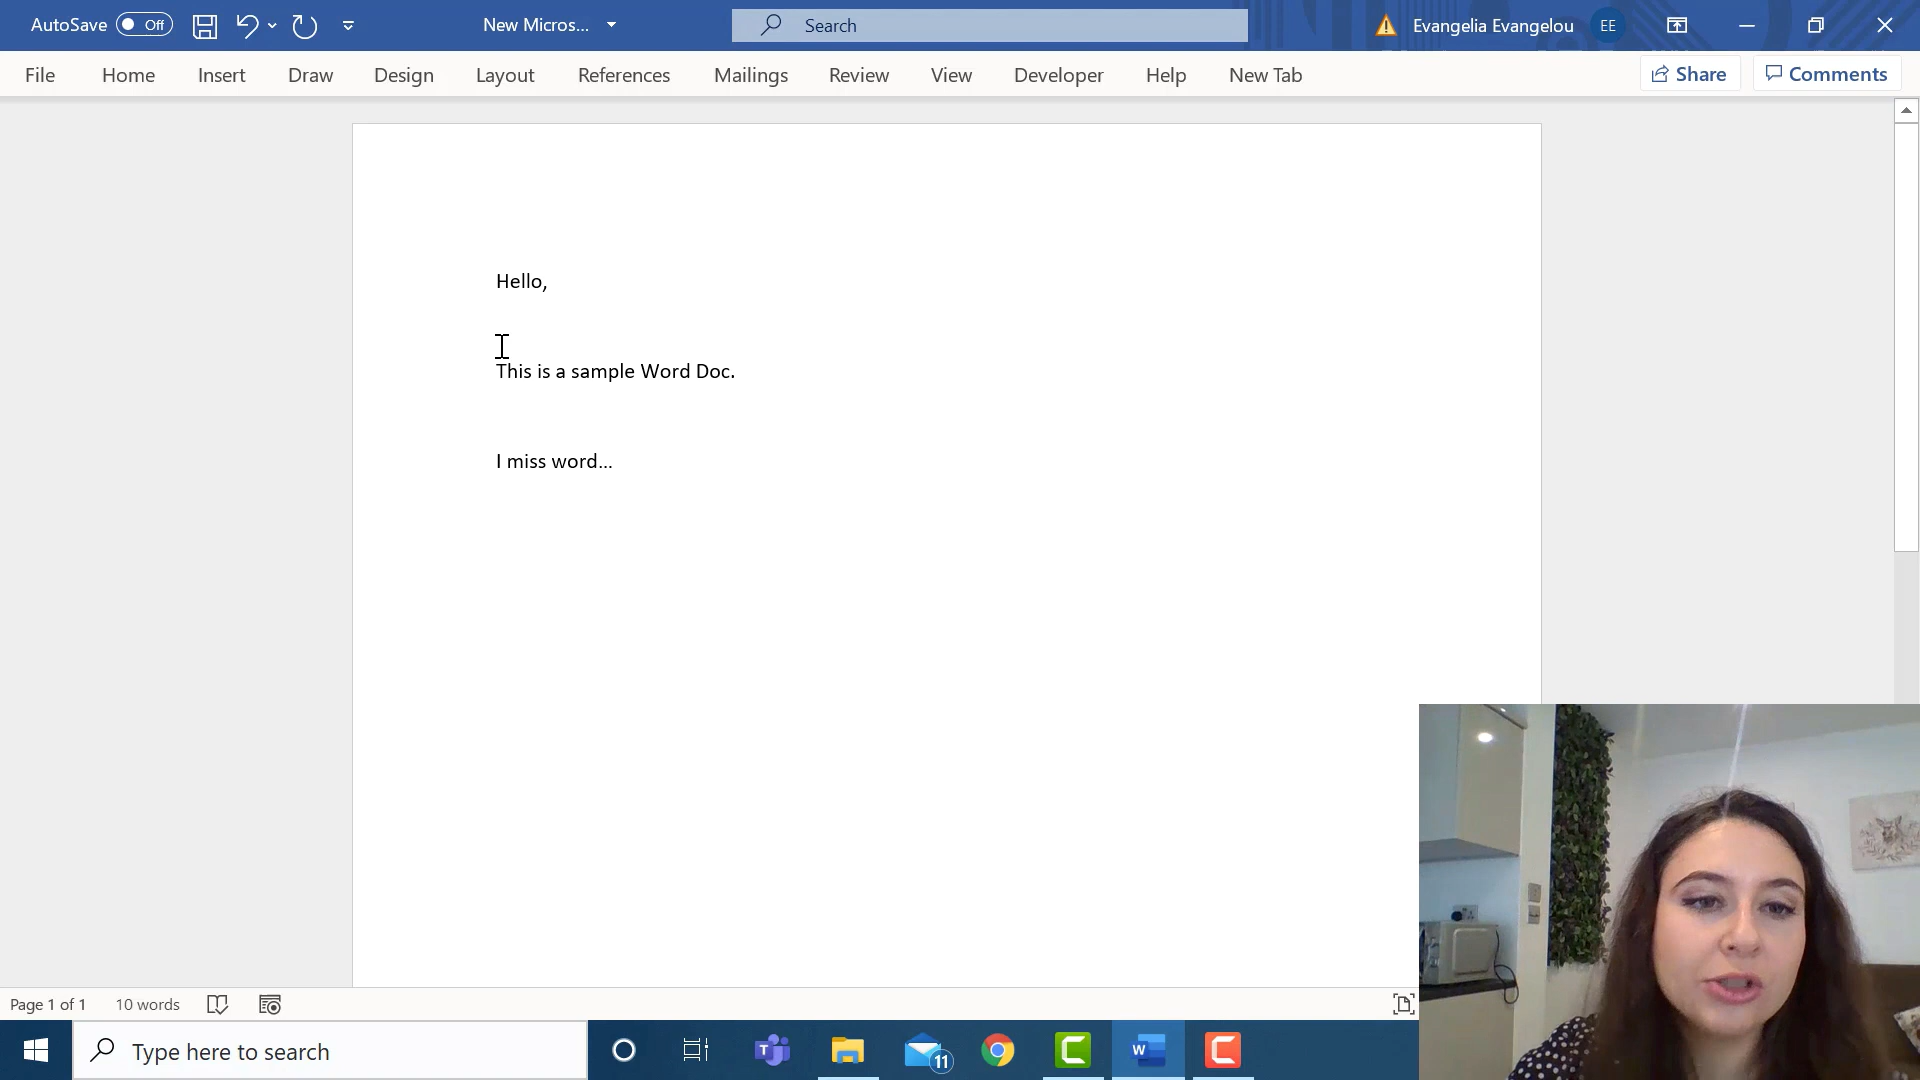 AutoSave Off New Micros... Search Evangelia Evangelou EE
File Home Insert Draw Design Layout References Mailings Review View Developer Help New Tab Share Comments
Hello,
This is a sample Word Doc.
I miss word...
Page 1 of 1 10 words
Type here to search 11 W